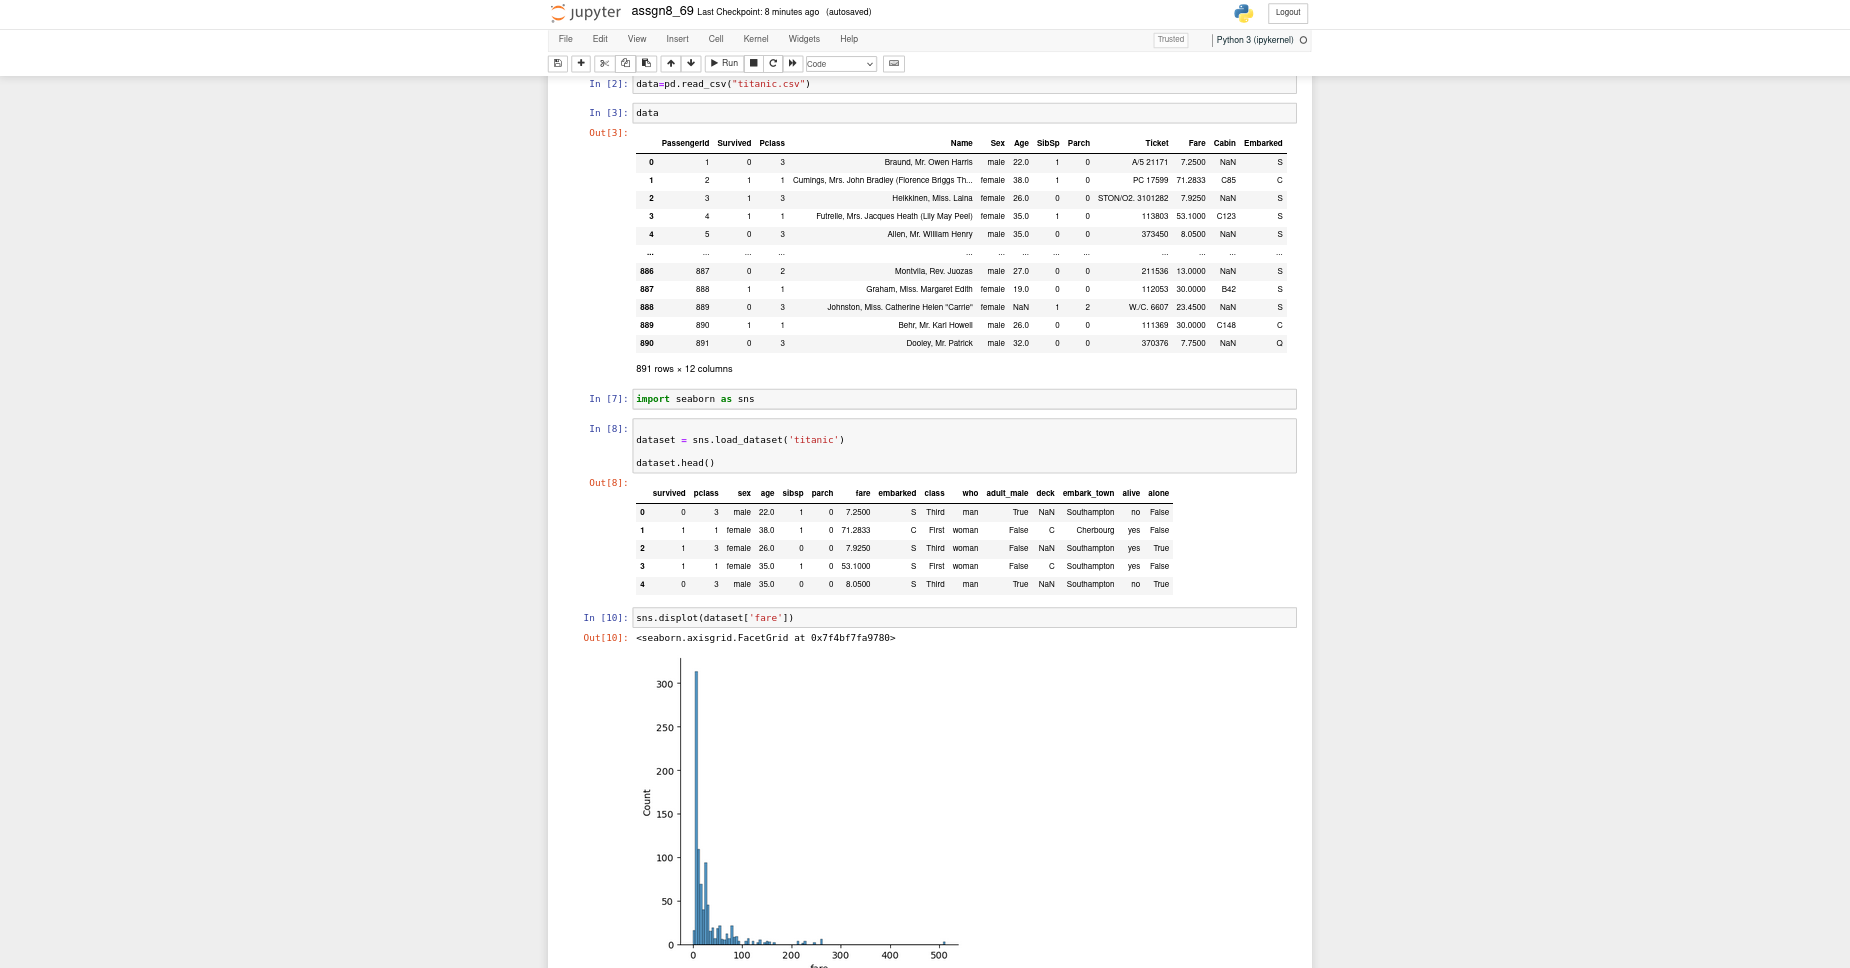 jupyter assgn8_69 Last Checkpoint: 8 minutes ago (autosaved) Logout
File Edit View Insert Cell Kernel Widgets Help Trusted Python 3 (ipykernel)
Run Code
In [2]: data=pd.read_csv("titanic.csv")
In [3]: data
Out[3]:
PassengerId Survived Pclass Name Sex Age SibSp Parch Ticket Fare Cabin Embarked
0 1 0 3 Braund, Mr. Owen Harris male 22.0 1 0 A/5 21171 7.2500 NaN S
1 2 1 1 Cumings, Mrs. John Bradley (Florence Briggs Th... female 38.0 1 0 PC 17599 71.2833 C85 C
2 3 1 3 Heikkinen, Miss. Laina female 26.0 0 0 STON/O2. 3101282 7.9250 NaN S
3 4 1 1 Futrelle, Mrs. Jacques Heath (Lily May Peel) female 35.0 1 0 113803 53.1000 C123 S
4 5 0 3 Allen, Mr. William Henry male 35.0 0 0 373450 8.0500 NaN S
... ... ... ... ... ... ... ... ... ... ... ... ...
886 887 0 2 Montvila, Rev. Juozas male 27.0 0 0 211536 13.0000 NaN S
887 888 1 1 Graham, Miss. Margaret Edith female 19.0 0 0 112053 30.0000 B42 S
888 889 0 3 Johnston, Miss. Catherine Helen "Carrie" female NaN 1 2 W./C. 6607 23.4500 NaN S
889 890 1 1 Behr, Mr. Karl Howell male 26.0 0 0 111369 30.0000 C148 C
890 891 0 3 Dooley, Mr. Patrick male 32.0 0 0 370376 7.7500 NaN Q
891 rows × 12 columns
In [7]: import seaborn as sns
In [8]:
dataset = sns.load_dataset('titanic')
dataset.head()
Out[8]:
survived pclass sex age sibsp parch fare embarked class who adult_male deck embark_town alive alone
0 0 3 male 22.0 1 0 7.2500 S Third man True NaN Southampton no False
1 1 1 female 38.0 1 0 71.2833 C First woman False C Cherbourg yes False
2 1 3 female 26.0 0 0 7.9250 S Third woman False NaN Southampton yes True
3 1 1 female 35.0 1 0 53.1000 S First woman False C Southampton yes False
4 0 3 male 35.0 0 0 8.0500 S Third man True NaN Southampton no True
In [10]: sns.displot(dataset['fare'])
Out[10]: <seaborn.axisgrid.FacetGrid at 0x7f4bf7fa9780>
300
250
200
150
100
50
0
Count
0 100 200 300 400 500
fare